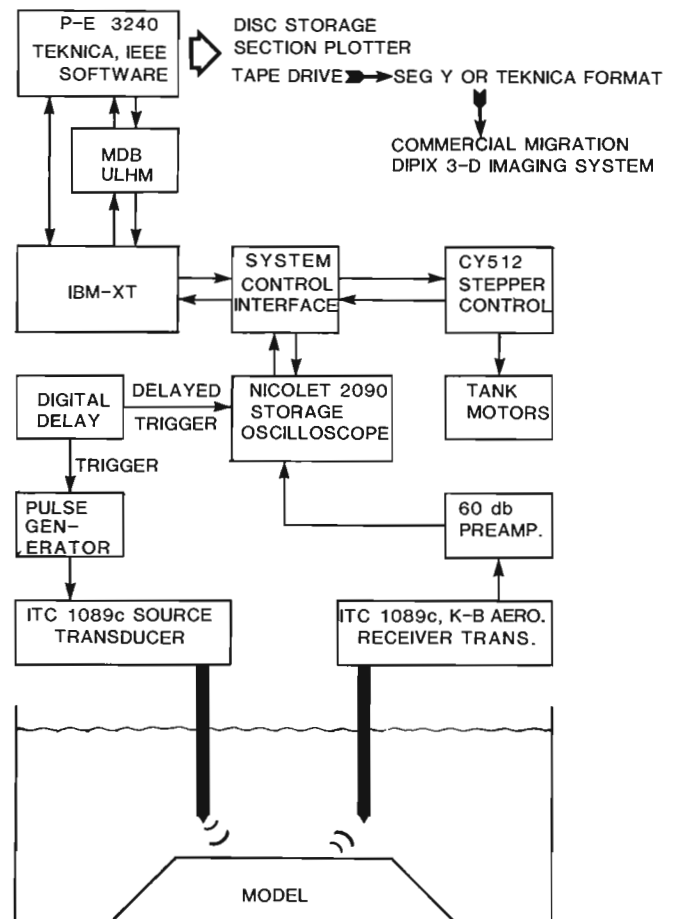 P-E 3240
TEKNICA, IEEE
SOFTWARE
DISC STORAGE
SECTION PLOTTER
TAPE DRIVE
SEG Y OR TEKNICA FORMAT
COMMERCIAL MIGRATION
DIPIX 3-D IMAGING SYSTEM
MDB
ULHM
IBM-XT
SYSTEM
CONTROL
INTERFACE
CY512
STEPPER
CONTROL
DIGITAL
DELAY
DELAYED
TRIGGER
NICOLET 2090
STORAGE
OSCILLOSCOPE
TANK
MOTORS
TRIGGER
PULSE
GEN-
ERATOR
60 db
PREAMP.
ITC 1089c SOURCE
TRANSDUCER
ITC 1089c, K-B AERO.
RECEIVER TRANS.
MODEL